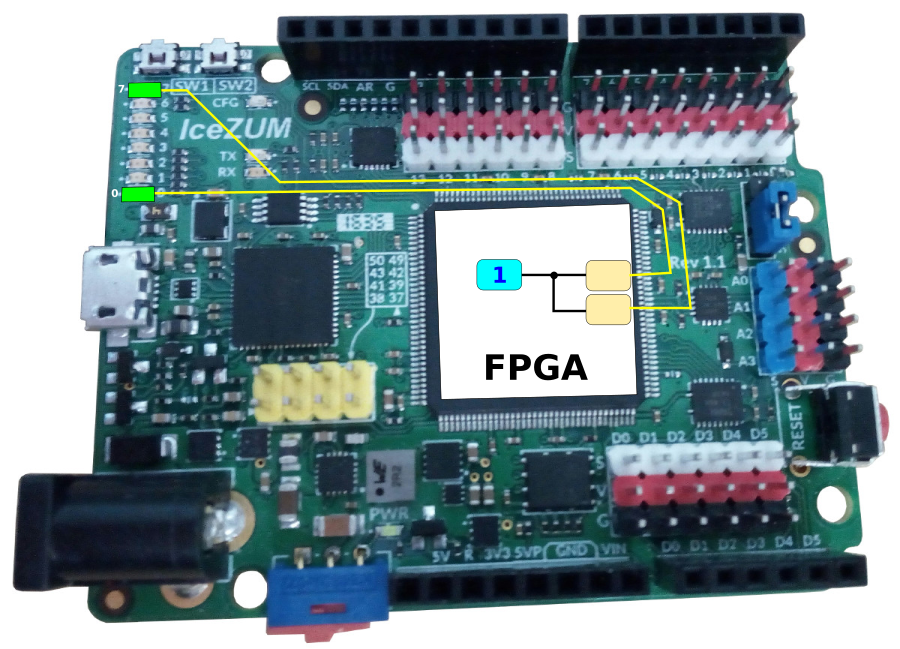 SW1 SW2
SCL SDA AR G
7
6
CFG
5
IceZUM
4
3
TX
2
RX
1
0
13 12 11 10 9 8 7 6 5 4 3 2 1
50 49
43 42
41 39
38 37
Rev 1.1
1
A0
A1
A2
A3
FPGA
RESET
D0 D1 D2 D3 D4 D5
S
V
G
PWR
5V R 3V3 5VP GND VIN
D0 D1 D2 D3 D4 D5